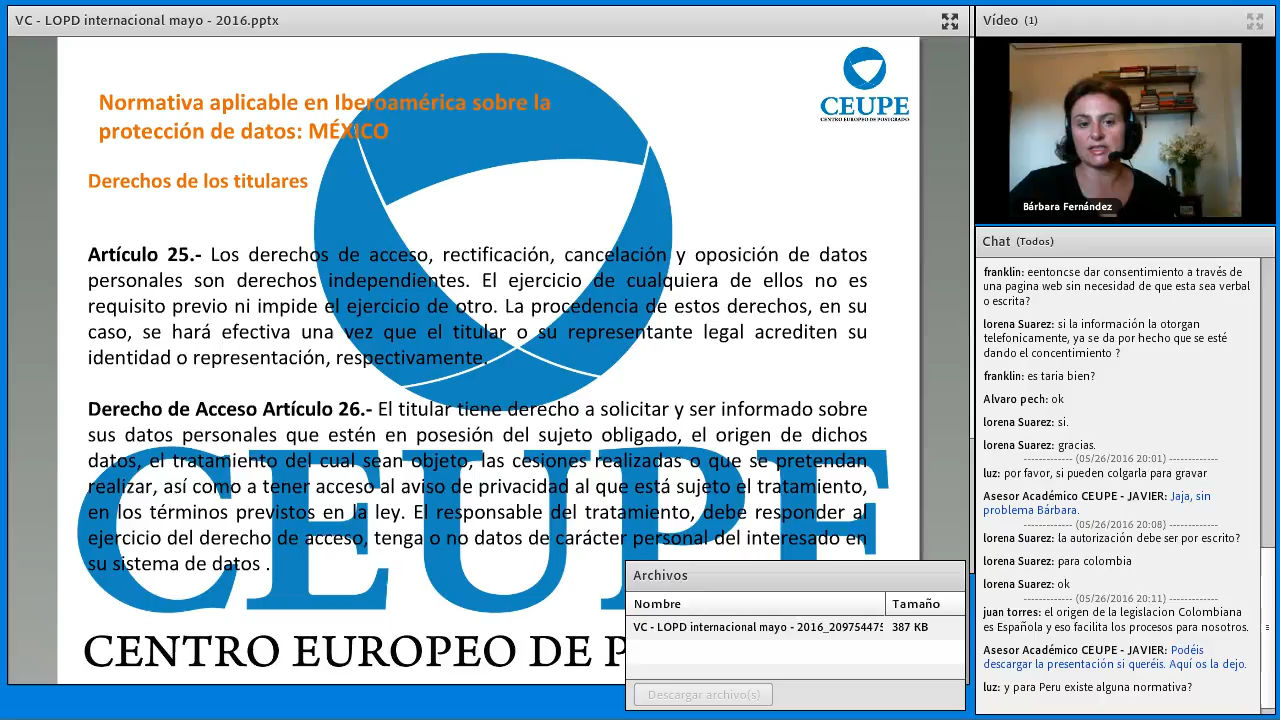 VC - LOPD internacional mayo - 2016.pptx
Normativa aplicable en Iberoamérica sobre la
protección de datos: MÉXICO
CEUPE
CENTRO EUROPEO DE POSTGRADO
Derechos de los titulares
Artículo 25.- Los derechos de acceso, rectificación, cancelación y oposición de datos
personales son derechos independientes. El ejercicio de cualquiera de ellos no es
requisito previo ni impide el ejercicio de otro. La procedencia de estos derechos, en su
caso, se hará efectiva una vez que el titular o su representante legal acrediten su
identidad o representación, respectivamente.
Derecho de Acceso Artículo 26.- El titular tiene derecho a solicitar y ser informado sobre
sus datos personales que estén en posesión del sujeto obligado, el origen de dichos
datos, el tratamiento del cual sean objeto, las cesiones realizadas o que se pretendan
realizar, así como a tener acceso al aviso de privacidad al que está sujeto el tratamiento,
en los términos previstos en la ley. El responsable del tratamiento, debe responder al
ejercicio del derecho de acceso, tenga o no datos de carácter personal del interesado en
su sistema de datos .
CEUPE
CENTRO EUROPEO DE P
Archivos
Nombre Tamaño
VC - LOPD internacional mayo - 2016_209754475 387 KB
Descargar archivo(s)
Vídeo (1)
Bárbara Fernández
Chat (Todos)
franklin: eentoncse dar consentimiento a través de
una pagina web sin necesidad de que esta sea verbal
o escrita?
lorena Suarez: si la información la otorgan
telefonicamente, ya se da por hecho que se esté
dando el concentimiento ?
franklin: es taria bien?
Alvaro pech: ok
lorena Suarez: si.
lorena Suarez: gracias.
------------ (05/26/2016 20:01) ------------
luz: por favor, si pueden colgarla para gravar
Asesor Académico CEUPE - JAVIER: Jaja, sin
problema Bárbara.
------------ (05/26/2016 20:08) ------------
lorena Suarez: la autorización debe ser por escrito?
lorena Suarez: para colombia
lorena Suarez: ok
------------ (05/26/2016 20:11) ------------
juan torres: el origen de la legislacion Colombiana
es Española y eso facilita los procesos para nosotros.
Asesor Académico CEUPE - JAVIER: Podéis
descargar la presentación si queréis. Aquí os la dejo.
luz: y para Peru existe alguna normativa?